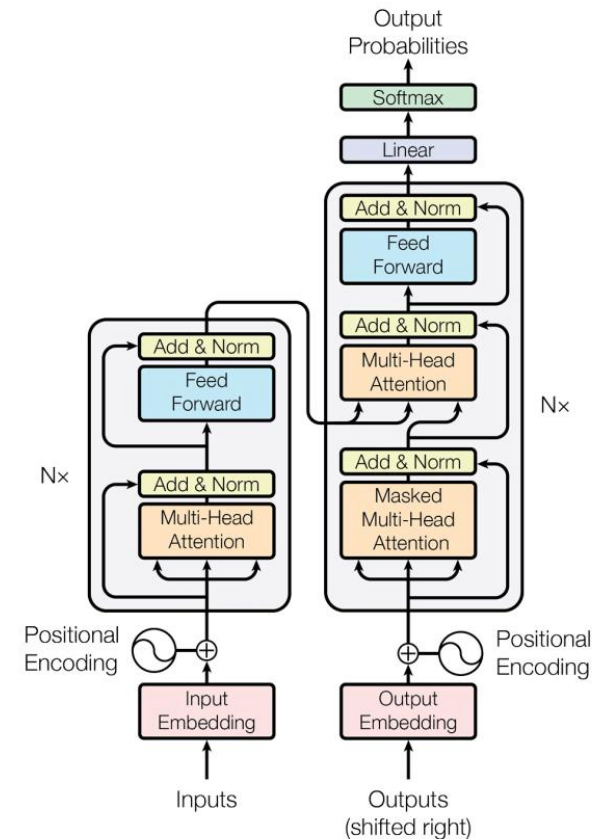 Output
Probabilities
Softmax
Linear
Add & Norm
Feed
Forward
Add & Norm
Multi-Head
Attention
Add & Norm
Masked
Multi-Head
Attention
N×
Add & Norm
Feed
Forward
Add & Norm
Multi-Head
Attention
N×
Positional
Encoding
Positional
Encoding
Input
Embedding
Output
Embedding
Inputs
Outputs
(shifted right)